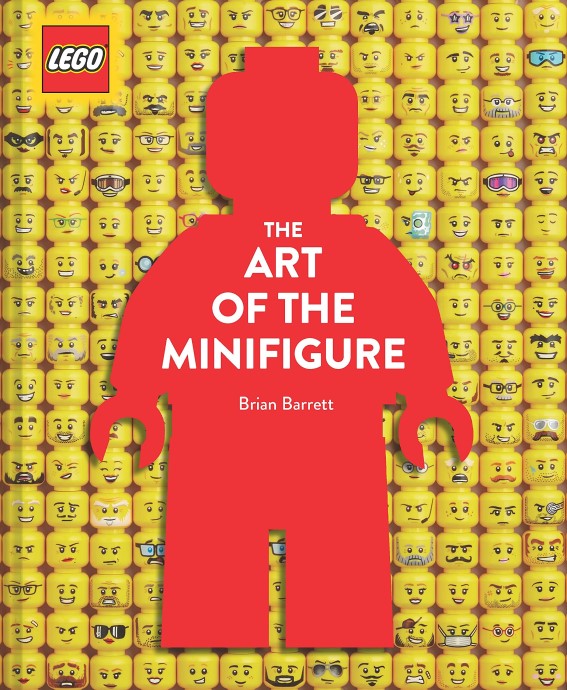 LEGO
THE
ART
OF THE
MINIFIGURE
Brian Barrett